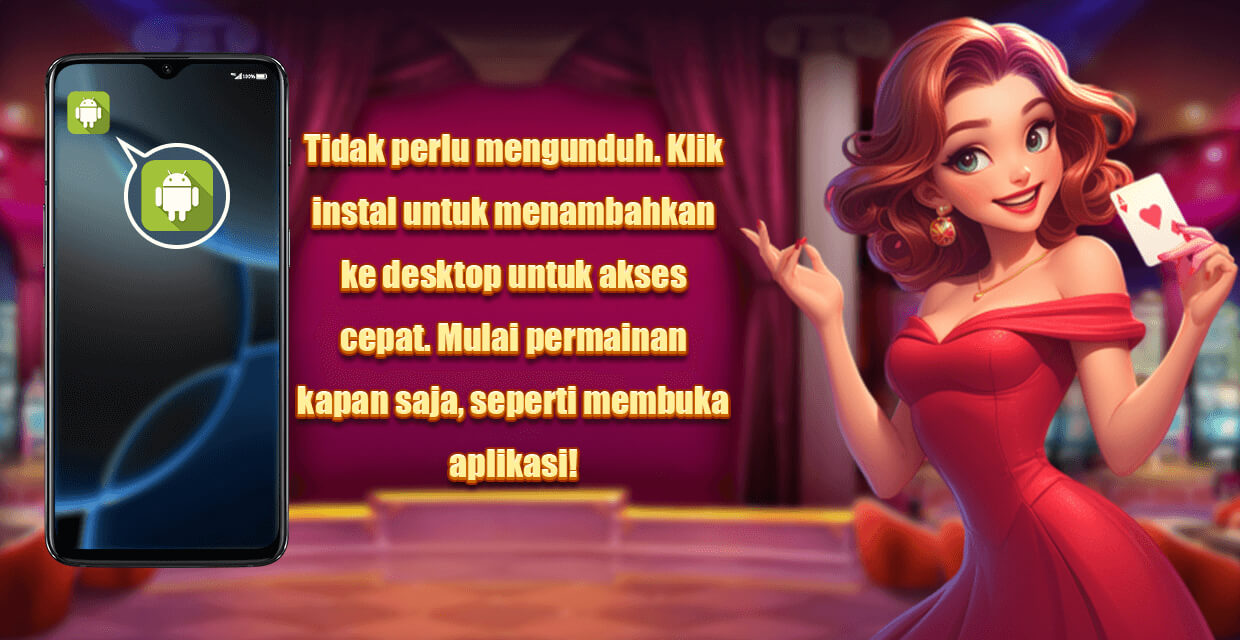 100%
Tidak perlu mengunduh. Klik
instal untuk menambahkan
ke desktop untuk akses
cepat. Mulai permainan
kapan saja, seperti membuka
aplikasi!
A